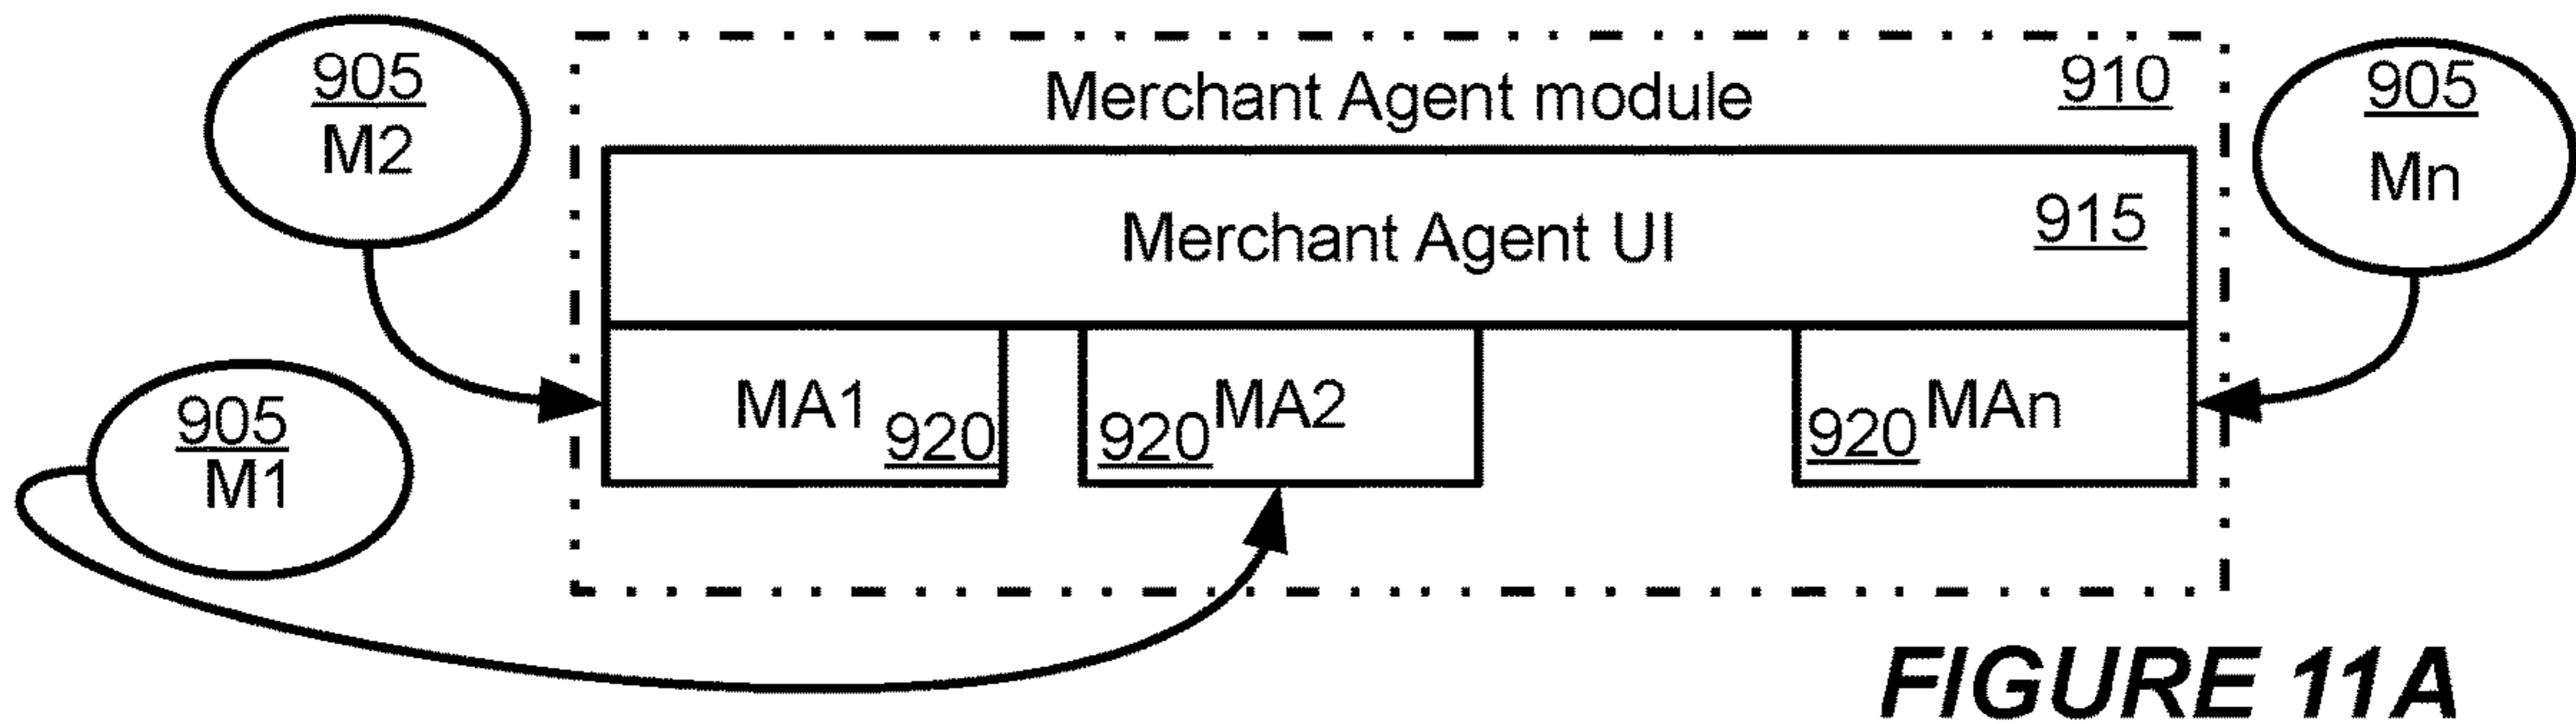 905
M2
Merchant Agent module
910
905
Mn
Merchant Agent UI
915
905
M1
MA1
920
920
MA2
920
MAn
FIGURE 11A